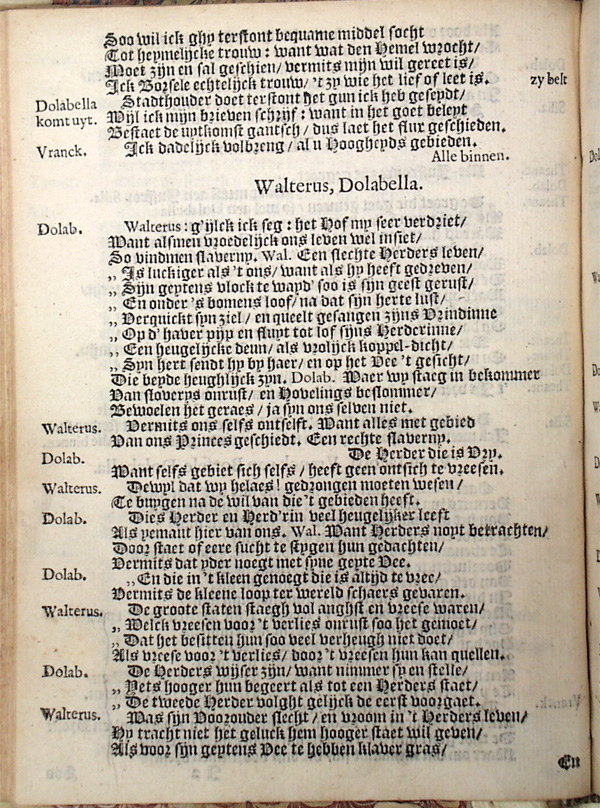 Soo wil ick ghy terstont bequame middel socht
Tot heymelijcke trouw: want wat den Hemel wrocht/
Moet zijn en sal geschien/ vermits mijn wil gereet is/
Ick Borsele echtelijck trouw/ 't zy wie het lief of leet is. zy belt
Dolabella komt uyt. Stadthouder doet terstont het gun ick heb geseydt/
Wijl ick mijn brieven schrijf: want in het goet beleyt
Bestaet de uytkomst gantsch/ dus laet het flux geschieden.
Vranck. Ick dadelijck volbreng/ al u Hoogheyds gebieden.
Alle binnen.
Walterus, Dolabella.
Dolab. Walterus: g'ylck ick seg: het Hof my seer verdriet/
Want alsmen vroedelijck ons leven wel insiet/
So vindmen slaverny. Wal. Een slechte Herders leven/
„ Is luckiger als 't ons/ want als hy heeft gedreven/
„ Sijn geytens vlock te wayd' soo is sijn geest gerust/
„ En onder 's bomens loof/ na dat sijn herte lust/
„ Verquickt syn ziel/ en queelt gesangen zijns Vrindinne
„ Op d' haver pijp en fluyt tot lof sijns Herderinne/
„ Een heugelijcke deun/ als vrolijck koppel-dicht/
„ Syn hert sendt hy by haer/ en op het Vee 't gesicht/
Die beyde heughlijck zyn. Dolab. Maer wy staeg in bekommer
Van sloverys onrust/ en Hovelings beslommer/
Bewoelen het geraes/ ja syn ons selven niet.
Walterus. Vermits ons selfs ontselft. Want alles met gebied
Van ons Princes geschiedt. Een rechte slaverny.
Dolab. De Herder die is Vry.
Want selfs gebiet sich selfs/ heeft geen ontsich te vreesen.
Walterus. Dewyl dat wy helaes! gedrongen moeten wesen/
Te buygen na de wil van die 't gebieden heeft.
Dolab. Dies Herder en Herd'rin veel heugelijker leeft
Als yemant hier van ons. Wal. Want Herders noyt betrachten/
Door staet of eere sucht te stygen hun gedachten/
Vermits dat yder noegt met syne geyte Vee.
Dolab. „En die in 't kleen genoegt die is altijd te vree/
Vermits de kleene loop ter wereld schaers gevaren.
Walterus. De groote staten staegh vol anghst en vreese waren/
„ Welck vreesen voor 't verlies onrust soo het gemoet/
„ Dat het besitten hun soo veel verheugh niet doet/
Als vreese voor 't verlies/ door 't vreesen hun kan quellen.
Dolab. De Herders wijser zijn/ want nimmer sy en stelle/
„ Yets hooger hun begeert als tot een Herders staet/
„ De tweede Herder volght gelijck de eerst voorgaet.
Walterus. Was sijn Voorouder slecht/ en vroom in 't Herders leven/
Hy tracht niet het geluck hem hooger staet wil geven/
Als voor sijn geytens Vee te hebben klaver gras/
En